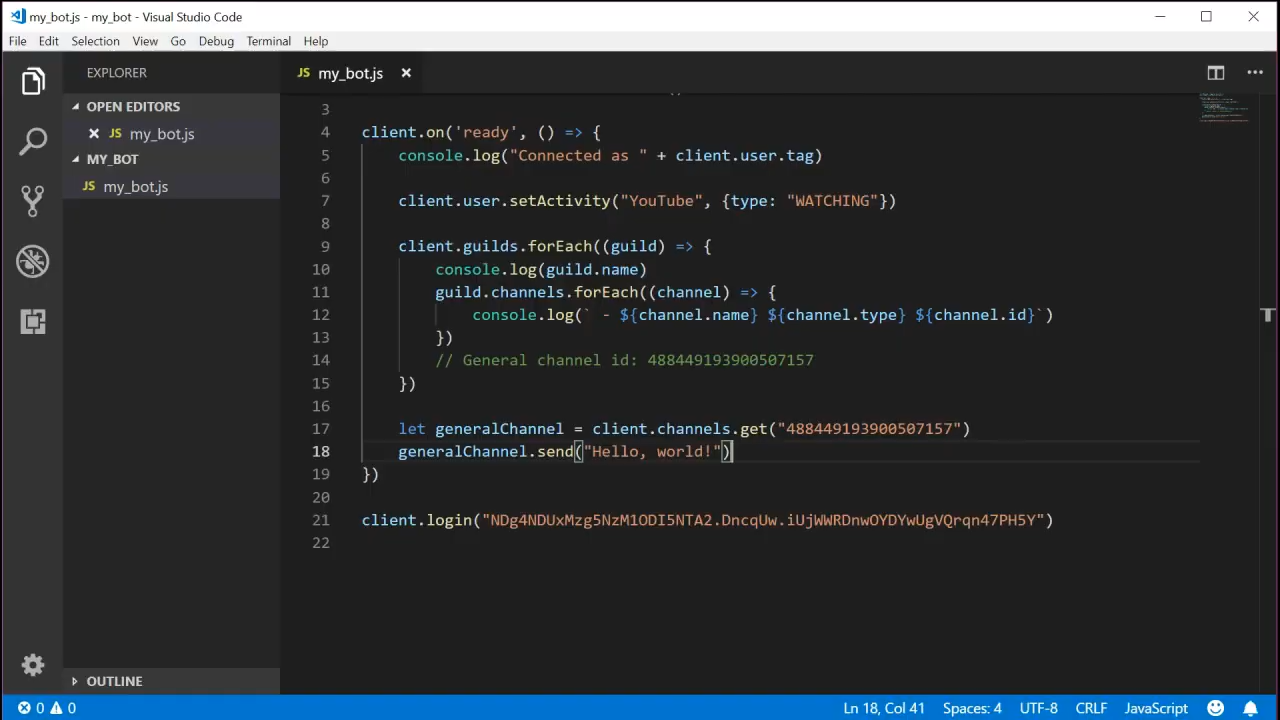 my_bot.js - my_bot - Visual Studio Code
File Edit Selection View Go Debug Terminal Help
EXPLORER
JS my_bot.js
OPEN EDITORS
JS my_bot.js
MY_BOT
JS my_bot.js
OUTLINE
3
4 client.on('ready', () => {
5 console.log("Connected as " + client.user.tag)
6
7 client.user.setActivity("YouTube", {type: "WATCHING"})
8
9 client.guilds.forEach((guild) => {
10 console.log(guild.name)
11 guild.channels.forEach((channel) => {
12 console.log(` - ${channel.name} ${channel.type} ${channel.id}`)
13 })
14 // General channel id: 488449193900507157
15 })
16
17 let generalChannel = client.channels.get("488449193900507157")
18 generalChannel.send("Hello, world!")
19 })
20
21 client.login("NDg4NDUxMzg5NzM1ODI5NTA2.DncqUw.iUjWWRDnwOYDYwUgVQrqn47PH5Y")
22
0 0 Ln 18, Col 41 Spaces: 4 UTF-8 CRLF JavaScript